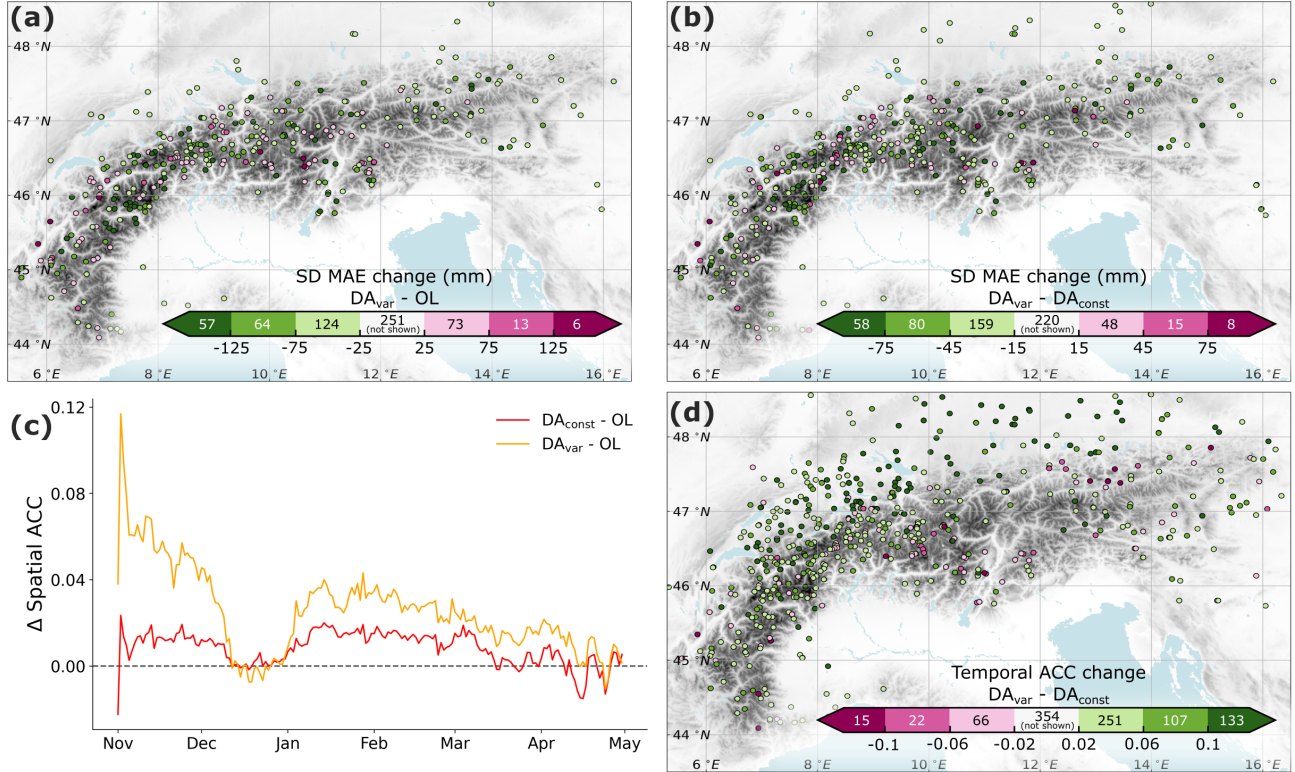 (a)
48 °N
47 °N
46 °N
45 °N
44 °N
6 °E
8 °E
10 °E
12 °E
14 °E
16 °E
SD MAE change (mm)
DAvar - OL
57 64 124 251 73 13 6
(not shown)
-125 -75 -25 25 75 125
(b)
48 °N
47 °N
46 °N
45 °N
44 °N
6 °E
8 °E
10 °E
12 °E
14 °E
16 °E
SD MAE change (mm)
DAvar - DAconst
58 80 159 220 48 15 8
(not shown)
-75 -45 -15 15 45 75
(c)
Δ Spatial ACC
0.12
0.08
0.04
0.00
DAconst - OL
DAvar - OL
Nov Dec Jan Feb Mar Apr May
(d)
48 °N
47 °N
46 °N
45 °N
44 °N
6 °E
8 °E
10 °E
12 °E
14 °E
16 °E
Temporal ACC change
DAvar - DAconst
15 22 66 354 251 107 133
(not shown)
-0.1 -0.06 -0.02 0.02 0.06 0.1